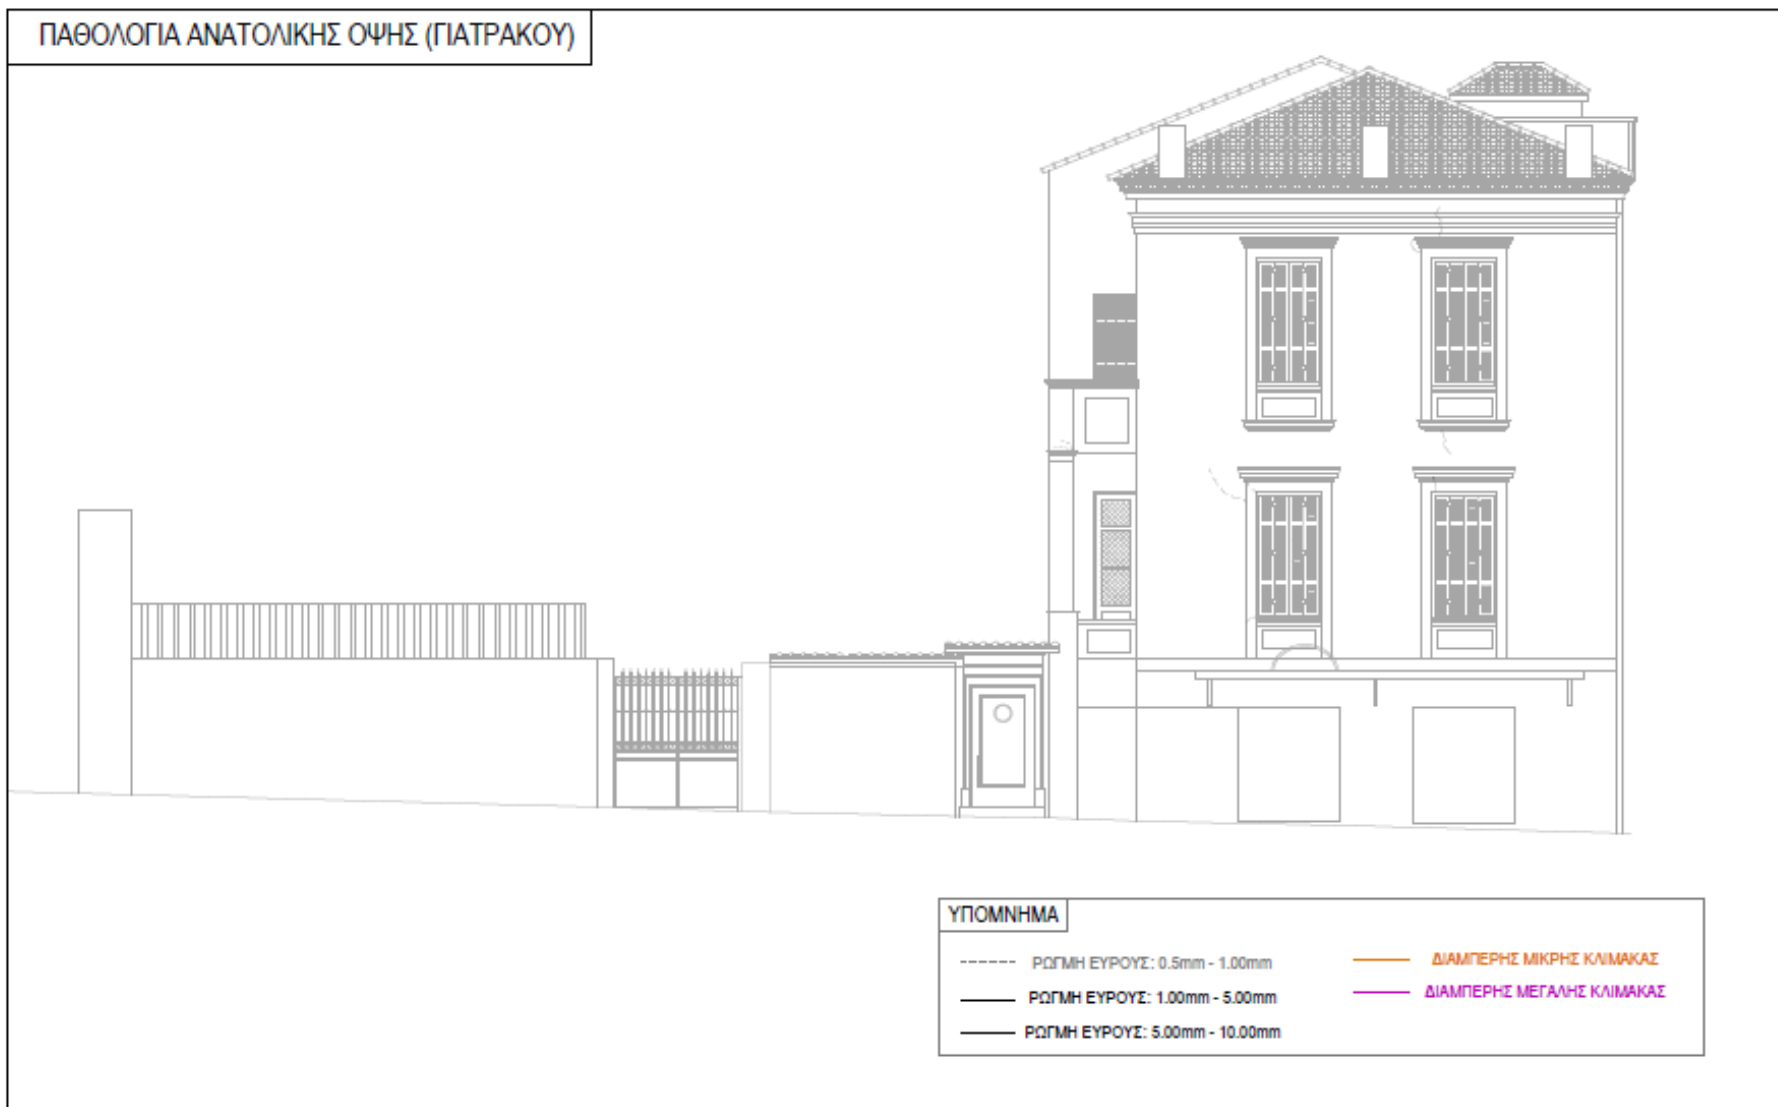 ΠΑΘΟΛΟΓΙΑ ΑΝΑΤΟΛΙΚΗΣ ΟΨΗΣ (ΓΙΑΤΡΑΚΟΥ)
ΥΠΟΜΝΗΜΑ
ΡΩΓΜΗ ΕΥΡΟΥΣ: 0.5mm - 1.00mm
ΡΩΓΜΗ ΕΥΡΟΥΣ: 1.00mm - 5.00mm
ΡΩΓΜΗ ΕΥΡΟΥΣ: 5.00mm - 10.00mm
ΔΙΑΜΠΕΡΗΣ ΜΙΚΡΗΣ ΚΛΙΜΑΚΑΣ
ΔΙΑΜΠΕΡΗΣ ΜΕΓΑΛΗΣ ΚΛΙΜΑΚΑΣ